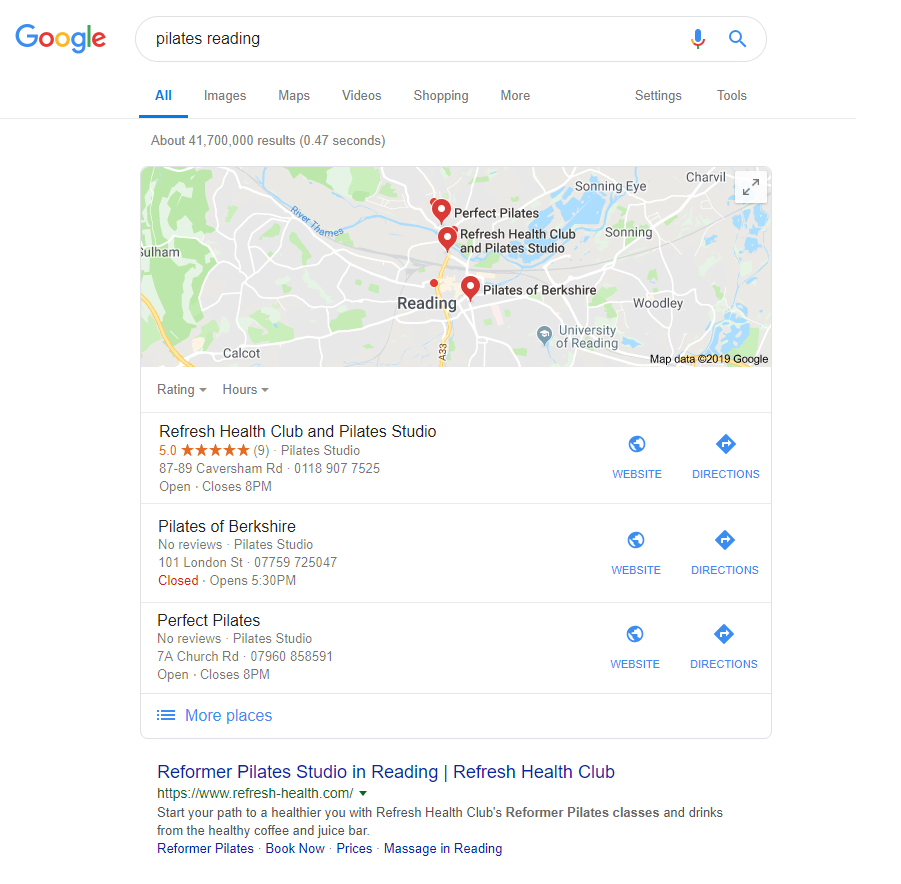 Google
pilates reading
All Images Maps Videos Shopping More Settings Tools
About 41,700,000 results (0.47 seconds)
Charvil
Sonning Eye
River Thames
Perfect Pilates
Sonning
Refresh Health Club
and Pilates Studio
Sulham
Pilates of Berkshire
Reading
Woodley
University
of Reading
Calcot
A33
Map data ©2019 Google
Rating Hours
Refresh Health Club and Pilates Studio
5.0 ★★★★★ (9) · Pilates Studio
87-89 Caversham Rd · 0118 907 7525
Open · Closes 8PM
WEBSITE DIRECTIONS
Pilates of Berkshire
No reviews · Pilates Studio
101 London St · 07759 725047
Closed · Opens 5:30PM
WEBSITE DIRECTIONS
Perfect Pilates
No reviews · Pilates Studio
7A Church Rd · 07960 858591
Open · Closes 8PM
WEBSITE DIRECTIONS
More places
Reformer Pilates Studio in Reading | Refresh Health Club
https://www.refresh-health.com/
Start your path to a healthier you with Refresh Health Club's Reformer Pilates classes and drinks
from the healthy coffee and juice bar.
Reformer Pilates · Book Now · Prices · Massage in Reading